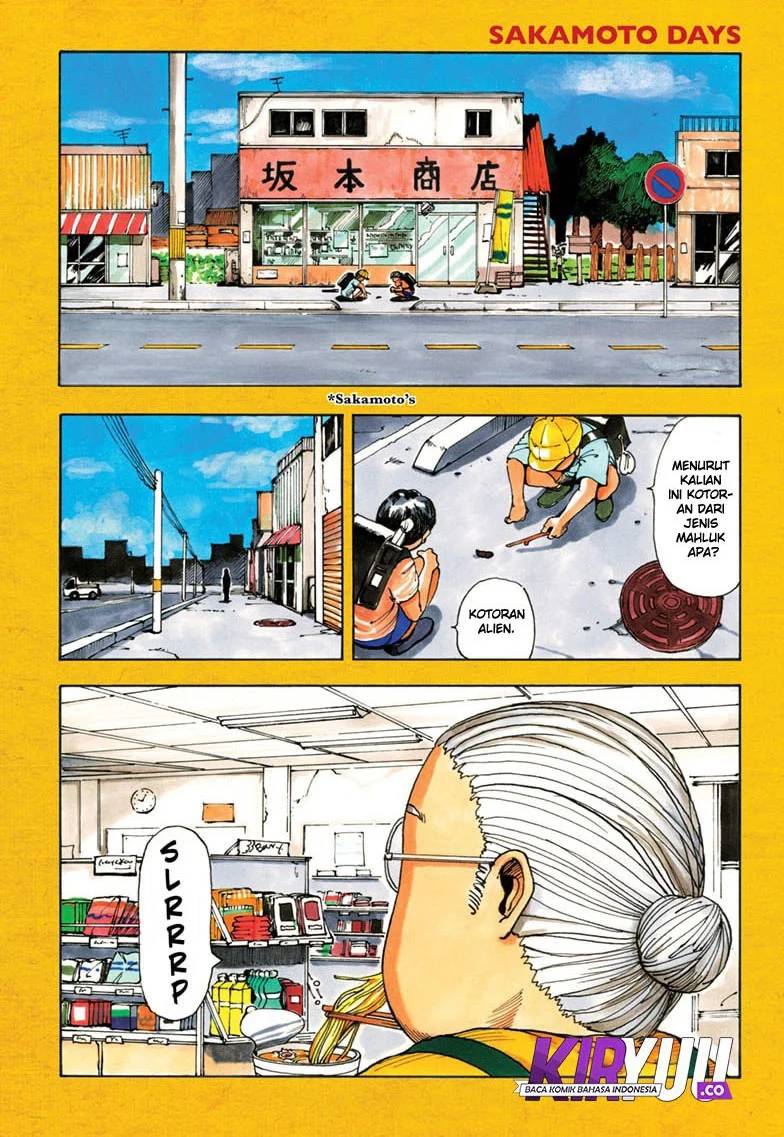 SAKAMOTO DAYS
坂本商店
*Sakamoto's
MENURUT
KALIAN
INI KOTOR-
AN DARI
JENIS
MAHLUK
APA?
KOTORAN
ALIEN.
SLRRRP
KIRYUU
BACA KOMIK BAHASA INDONESIA
.CO